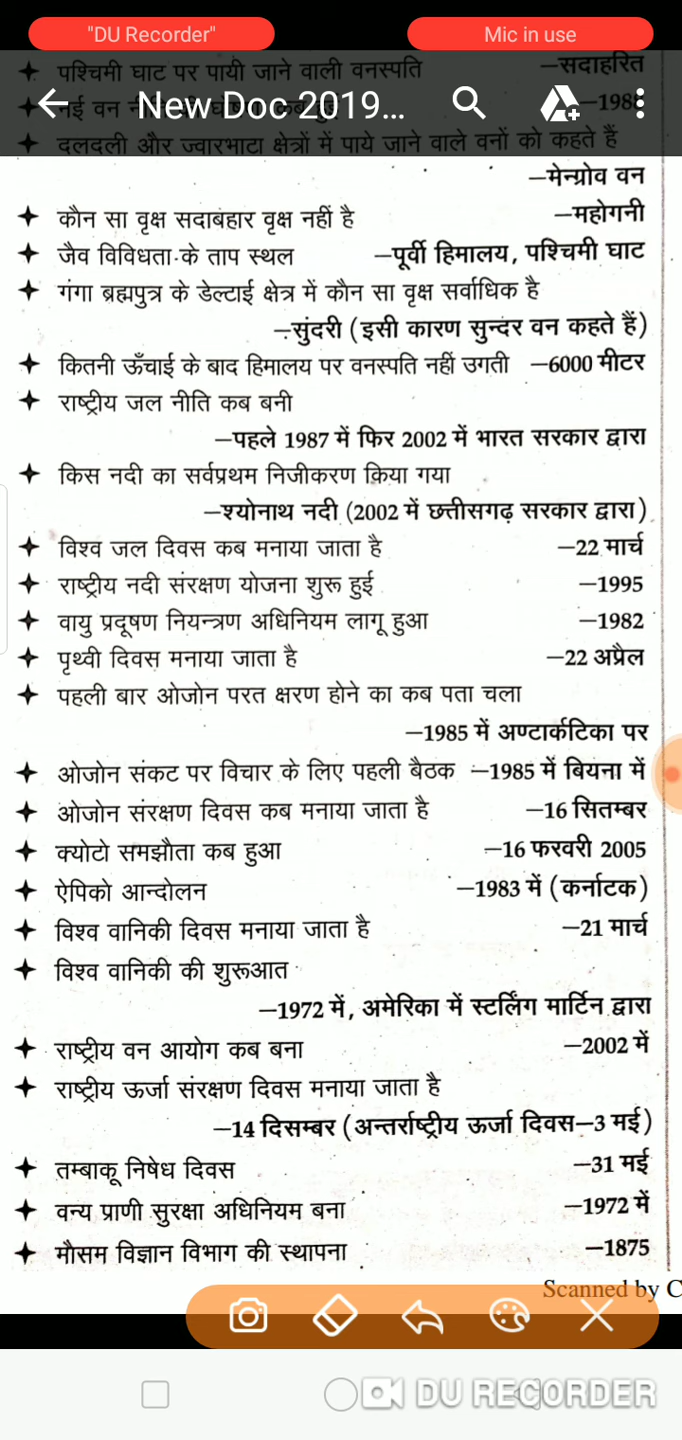 "DU Recorder"
Mic in use
✦ पश्चिमी घाट पर पायी जाने वाली वनस्पति –सदाहरित
New Doc 2019...
✦ नई वन –1988
✦ दलदली और ज्वारभाटा क्षेत्रों में पाये जाने वाले वनों को कहते हैं
–मेन्ग्रोव वन
✦ कौन सा वृक्ष सदाबहार वृक्ष नहीं है –महोगनी
✦ जैव विविधता के ताप स्थल –पूर्वी हिमालय, पश्चिमी घाट
✦ गंगा ब्रह्मपुत्र के डेल्टाई क्षेत्र में कौन सा वृक्ष सर्वाधिक है
–सुंदरी (इसी कारण सुन्दर वन कहते हैं)
✦ कितनी ऊँचाई के बाद हिमालय पर वनस्पति नहीं उगती –6000 मीटर
✦ राष्ट्रीय जल नीति कब बनी
–पहले 1987 में फिर 2002 में भारत सरकार द्वारा
✦ किस नदी का सर्वप्रथम निजीकरण किया गया
–श्योनाथ नदी (2002 में छत्तीसगढ़ सरकार द्वारा)
✦ विश्व जल दिवस कब मनाया जाता है –22 मार्च
✦ राष्ट्रीय नदी संरक्षण योजना शुरू हुई –1995
✦ वायु प्रदूषण नियन्त्रण अधिनियम लागू हुआ –1982
✦ पृथ्वी दिवस मनाया जाता है –22 अप्रैल
✦ पहली बार ओजोन परत क्षरण होने का कब पता चला
–1985 में अण्टार्कटिका पर
✦ ओजोन संकट पर विचार के लिए पहली बैठक –1985 में बियना में
✦ ओजोन संरक्षण दिवस कब मनाया जाता है –16 सितम्बर
✦ क्योटो समझौता कब हुआ –16 फरवरी 2005
✦ ऐपिको आन्दोलन –1983 में (कर्नाटक)
✦ विश्व वानिकी दिवस मनाया जाता है –21 मार्च
✦ विश्व वानिकी की शुरूआत
–1972 में, अमेरिका में स्टर्लिंग मार्टिन द्वारा
✦ राष्ट्रीय वन आयोग कब बना –2002 में
✦ राष्ट्रीय ऊर्जा संरक्षण दिवस मनाया जाता है
–14 दिसम्बर (अन्तर्राष्ट्रीय ऊर्जा दिवस–3 मई)
✦ तम्बाकू निषेध दिवस –31 मई
✦ वन्य प्राणी सुरक्षा अधिनियम बना –1972 में
✦ मौसम विज्ञान विभाग की स्थापना –1875
Scanned by C
DU RECORDER